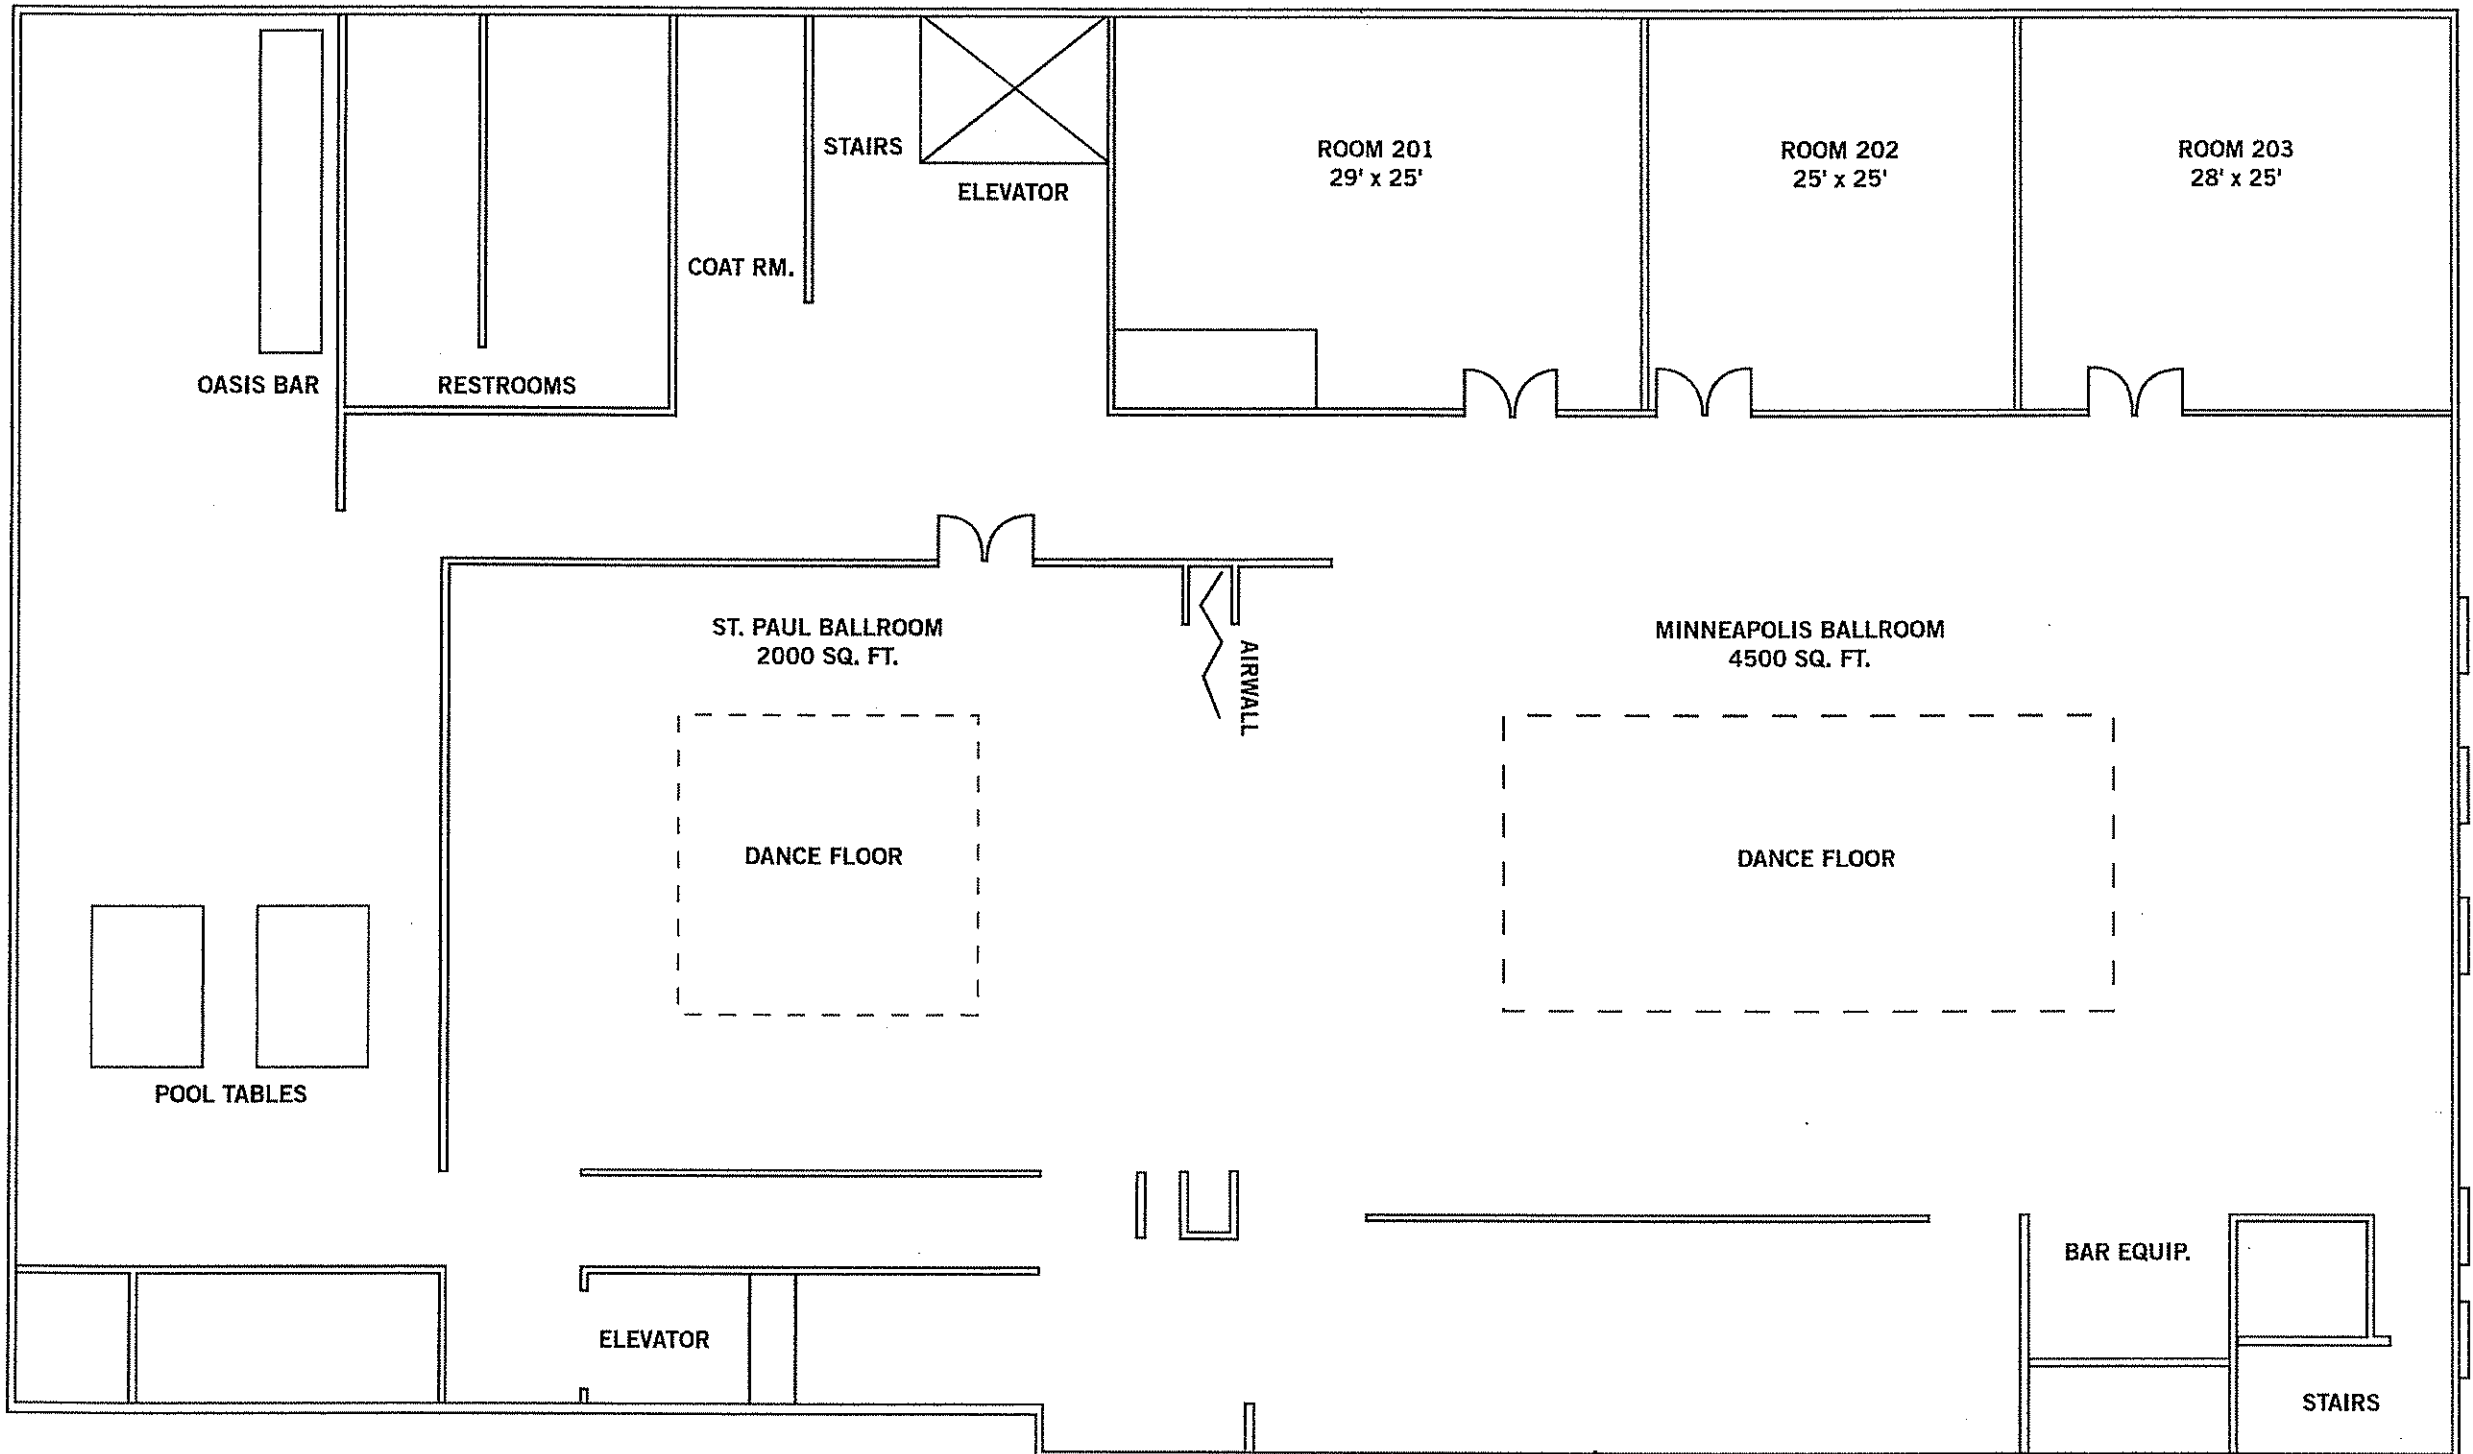 STAIRS
ELEVATOR
ROOM 201
29' x 25'
ROOM 202
25' x 25'
ROOM 203
28' x 25'
COAT RM.
OASIS BAR
RESTROOMS
ST. PAUL BALLROOM
2000 SQ. FT.
AIRWALL
MINNEAPOLIS BALLROOM
4500 SQ. FT.
DANCE FLOOR
DANCE FLOOR
POOL TABLES
BAR EQUIP.
ELEVATOR
STAIRS